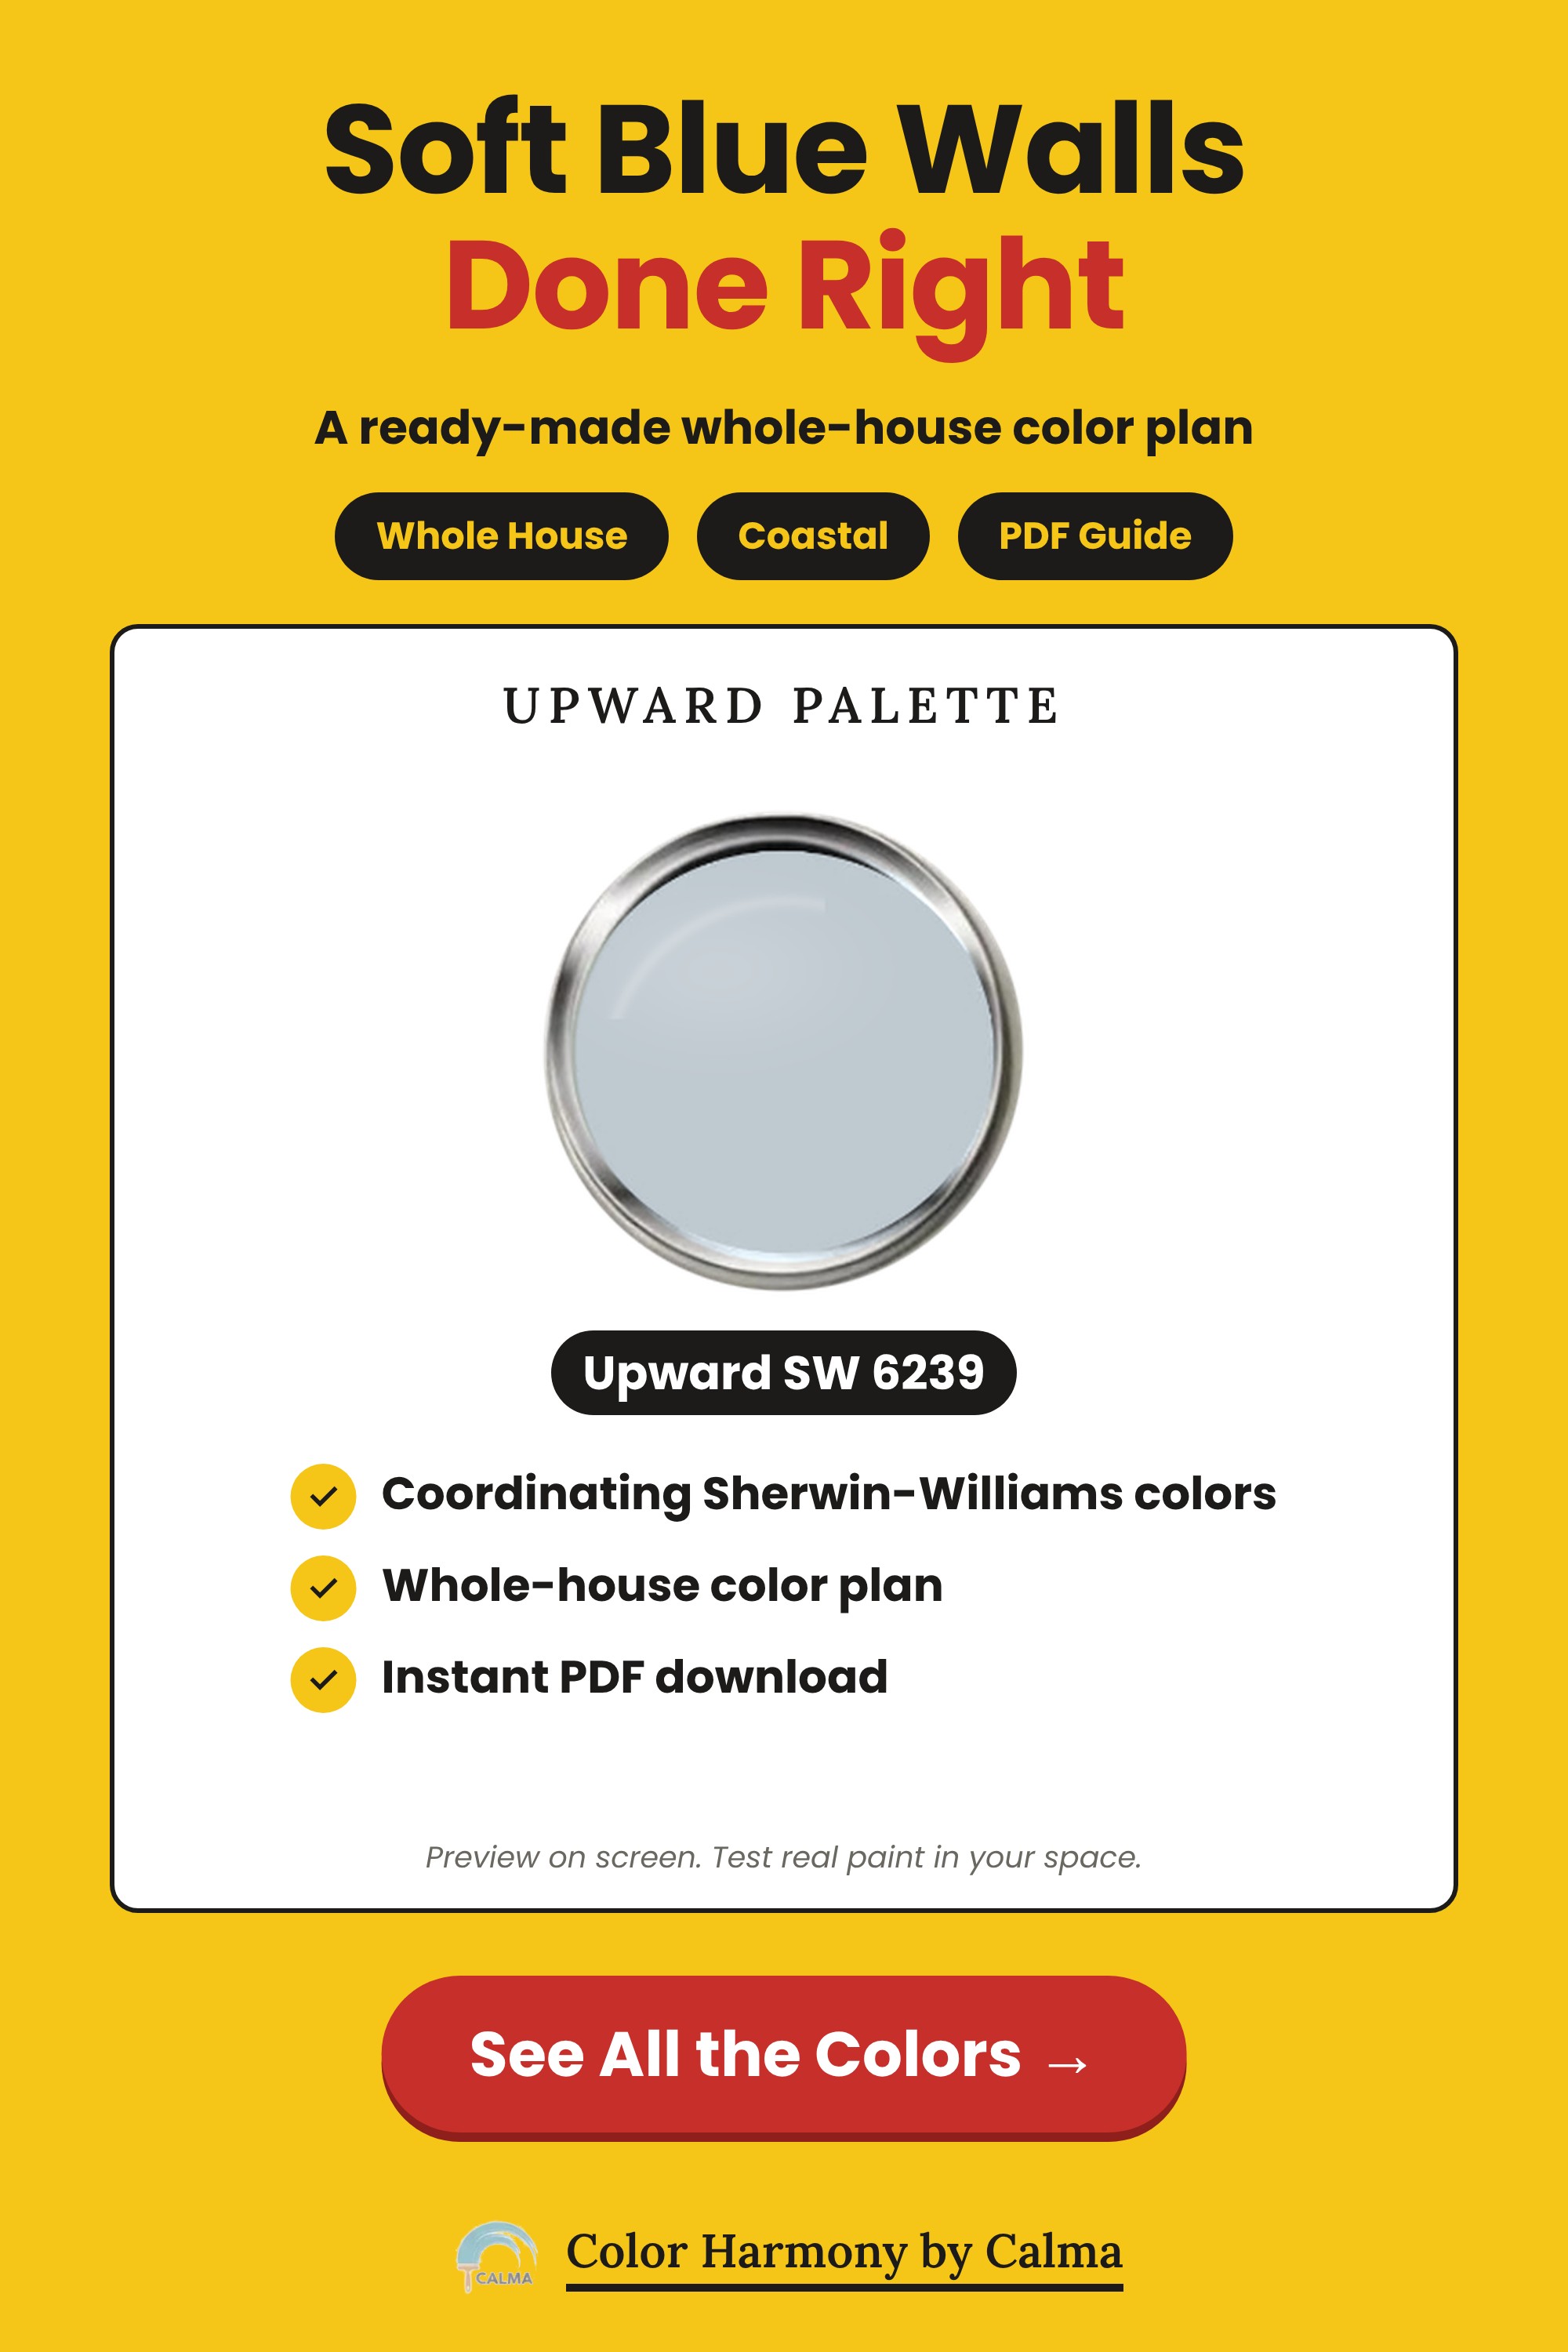 Soft Blue Walls
Done Right
A ready-made whole-house color plan
Whole House Coastal PDF Guide
UPWARD PALETTE
Upward SW 6239
Coordinating Sherwin-Williams colors
Whole-house color plan
Instant PDF download
Preview on screen. Test real paint in your space.
See All the Colors →
CALMA
Color Harmony by Calma